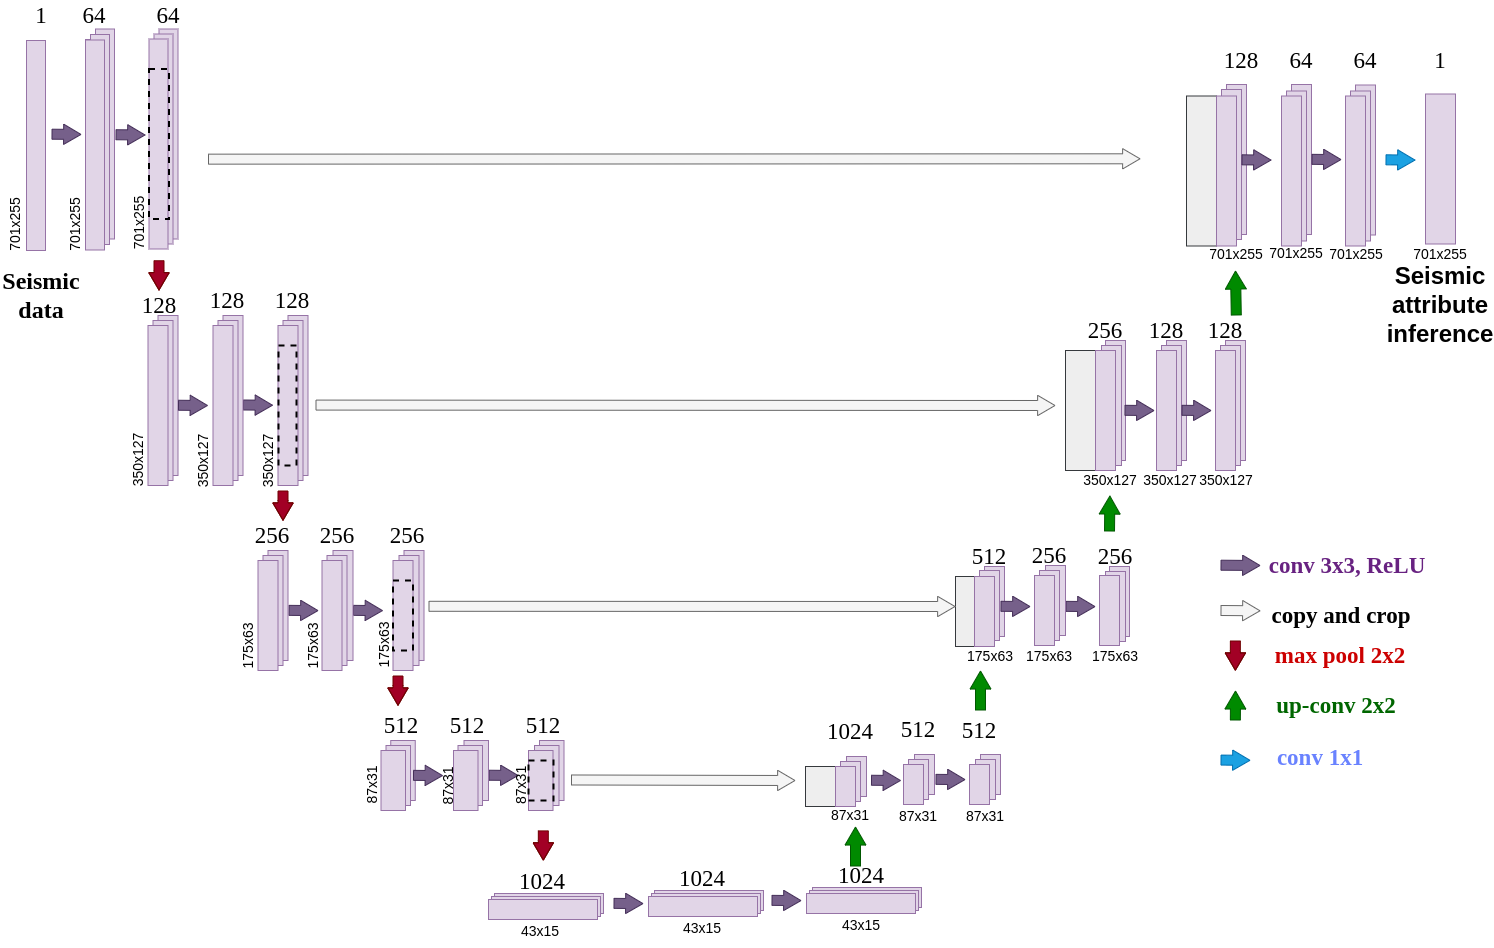 1
64
64
701x255
701x255
701x255
Seismic
data
128
64
64
1
701x255
701x255
701x255
701x255
Seismic
attribute
inference
128
128
128
350x127
350x127
350x127
256
128
128
350x127
350x127
350x127
256
256
256
175x63
175x63
175x63
512
256
256
175x63
175x63
175x63
512
512
512
87x31
87x31
87x31
1024
512
512
87x31
87x31
87x31
1024
1024
1024
43x15
43x15
43x15
conv 3x3, ReLU
copy and crop
max pool 2x2
up-conv 2x2
conv 1x1